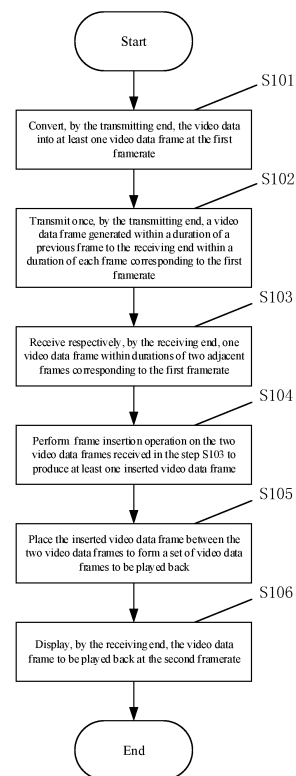 Start
S101
Convert, by the transmitting end, the video data
into at least one video data frame at the first
framerate
S102
Transmit once, by the transmitting end, a video
data frame generated within a duration of a
previous frame to the receiving end within a
duration of each frame corresponding to the first
framerate
S103
Receive respectively, by the receiving end, one
video data frame within durations of two adjacent
frames corresponding to the first framerate
S104
Perform frame insertion operation on the two
video data frames received in the step S103 to
produce at least one inserted video data frame
S105
Place the inserted video data frame between the
two video data frames to form a set of video data
frames to be played back
S106
Display, by the receiving end, the video data
frame to be played back at the second framerate
End